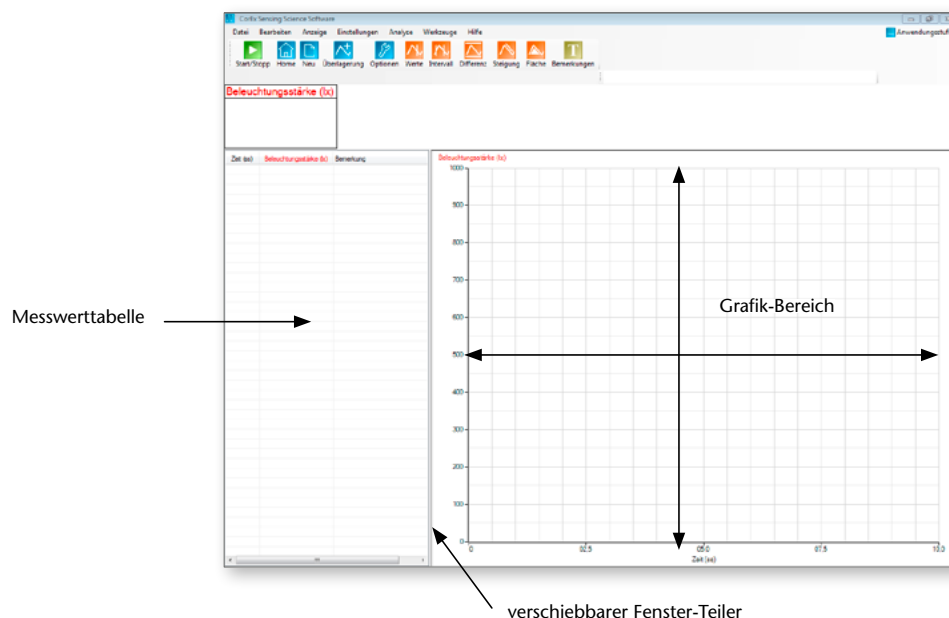 Corlix Sensing Science Software
Datei Bearbeiten Anzeige Einstellungen Analyze Werkzeuge Hilfe
Anwendungsstuf
Start/Stopp Home Neu Überlagerung Optionen Werte Intervall Differenz Steigung Fläche Bemerkungen
Beleuchtungsstärke (lx)
Zeit (ss) Beleuchtungsstärke (lx) Bemerkung
Beleuchtungsstärke (lx)
1000
900
800
700
Messwerttabelle
Grafik-Bereich
600
500
400
300
200
100
0
0 02.5 05.0 07.5 10.0
Zeit (ss)
verschiebbarer Fenster-Teiler